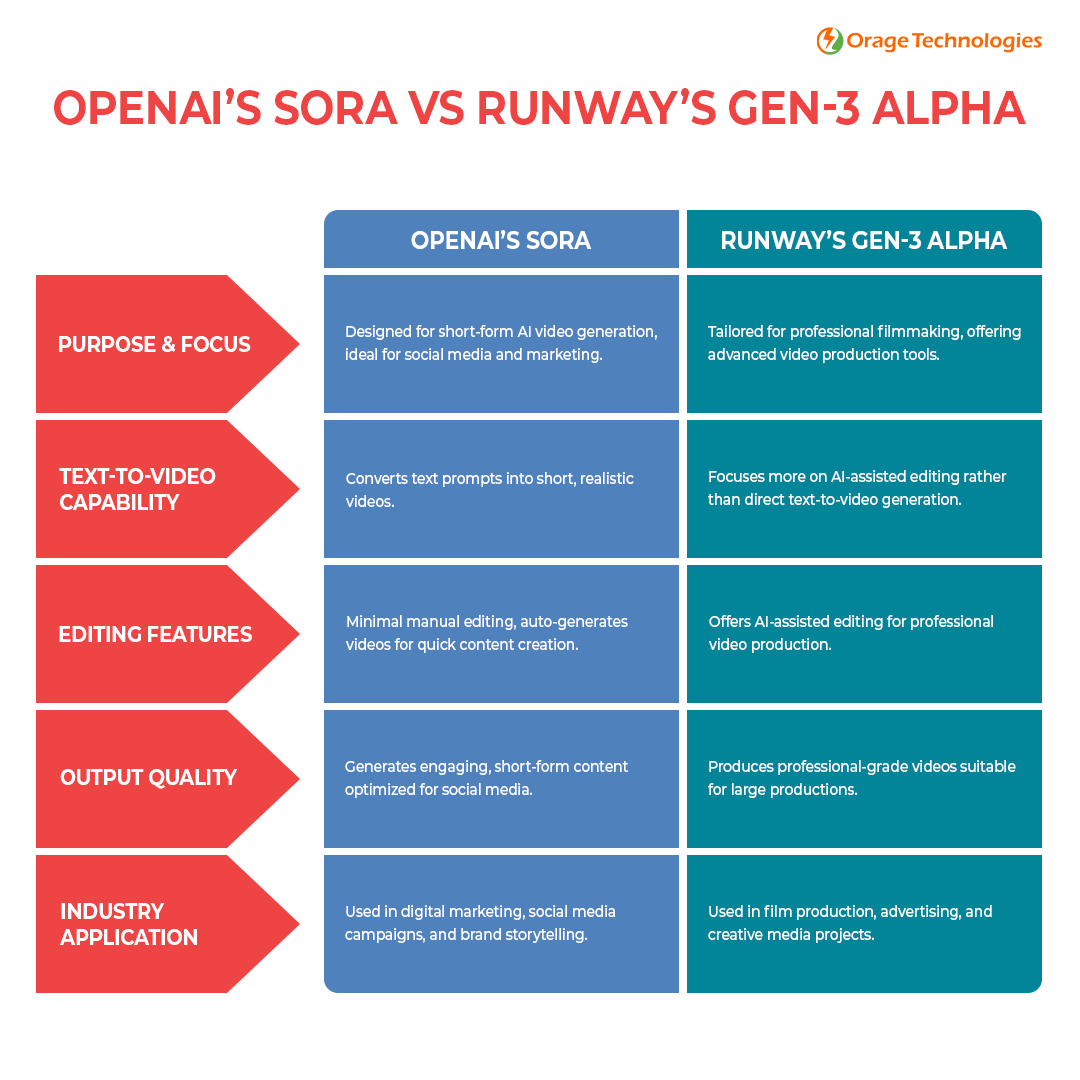 Orage Technologies
OPENAI’S SORA VS RUNWAY’S GEN-3 ALPHA
OPENAI’S SORA
RUNWAY’S GEN-3 ALPHA
PURPOSE & FOCUS
Designed for short-form AI video generation,
ideal for social media and marketing.
Tailored for professional filmmaking, offering
advanced video production tools.
TEXT-TO-VIDEO
CAPABILITY
Converts text prompts into short, realistic
videos.
Focuses more on AI-assisted editing rather
than direct text-to-video generation.
EDITING FEATURES
Minimal manual editing, auto-generates
videos for quick content creation.
Offers AI-assisted editing for professional
video production.
OUTPUT QUALITY
Generates engaging, short-form content
optimized for social media.
Produces professional-grade videos suitable
for large productions.
INDUSTRY
APPLICATION
Used in digital marketing, social media
campaigns, and brand storytelling.
Used in film production, advertising, and
creative media projects.